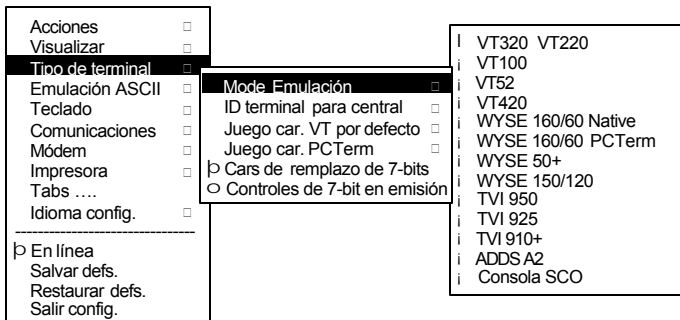 Acciones □
Visualizar □
Tipo de terminal □
Emulación ASCII □
Teclado □
Comunicaciones □
Módem □
Impresora □
Tabs ....
Idioma config. □
---------------------------------
þ En línea
Salvar defs.
Restaurar defs.
Salir config.
Mode Emulación □
ID terminal para central □
Juego car. VT por defecto □
Juego car. PCTerm □
þ Cars de remplazo de 7-bits
O Controles de 7-bit en emisión
l VT320 VT220
¡ VT100
¡ VT52
¡ VT420
¡ WYSE 160/60 Native
¡ WYSE 160/60 PCTerm
¡ WYSE 50+
¡ WYSE 150/120
¡ TVI 950
¡ TVI 925
¡ TVI 910+
¡ ADDS A2
¡ Consola SCO